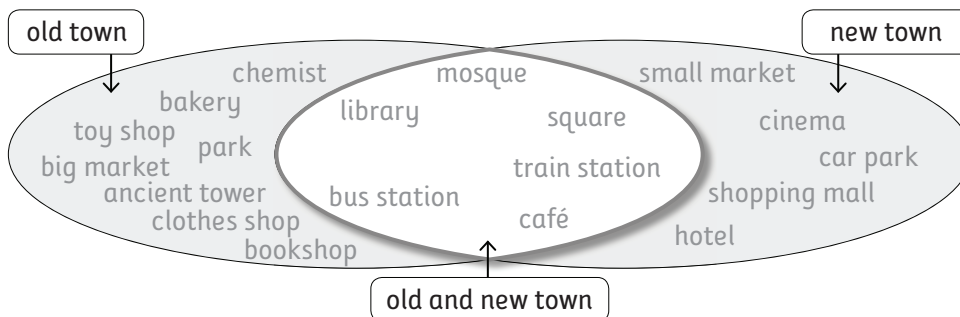 old town
new town
chemist
bakery
toy shop
park
big market
ancient tower
clothes shop
bookshop
mosque
library
square
train station
bus station
café
small market
cinema
car park
shopping mall
hotel
old and new town